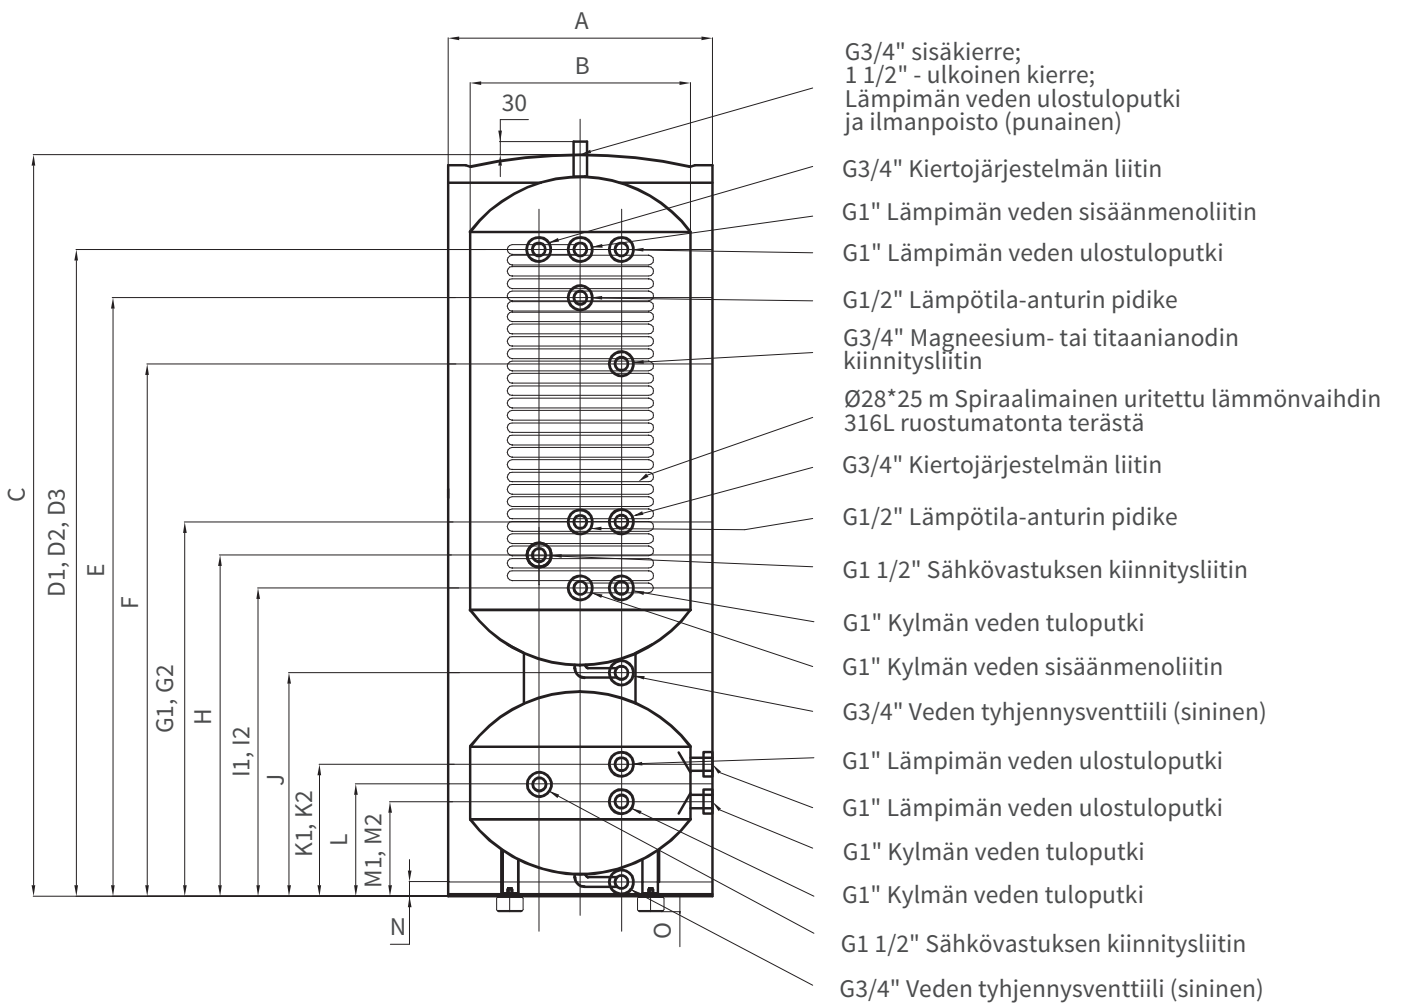 A
B
30
C
D1, D2, D3
E
F
G1, G2
H
I1, I2
J
K1, K2
L
M1, M2
N
O
G3/4" sisäkierre;
1 1/2" - ulkoinen kierre;
Lämpimän veden ulostuloputki
ja ilmanpoisto (punainen)
G3/4" Kiertojärjestelmän liitin
G1" Lämpimän veden sisäänmenoliitin
G1" Lämpimän veden ulostuloputki
G1/2" Lämpötila-anturin pidike
G3/4" Magneesium- tai titaanianodin
kiinnitysliitin
Ø28*25 m Spiraalimainen uritettu lämmönvaihdin
316L ruostumatonta terästä
G3/4" Kiertojärjestelmän liitin
G1/2" Lämpötila-anturin pidike
G1 1/2" Sähkövastuksen kiinnitysliitin
G1" Kylmän veden tuloputki
G1" Kylmän veden sisäänmenoliitin
G3/4" Veden tyhjennysventtiili (sininen)
G1" Lämpimän veden ulostuloputki
G1" Lämpimän veden ulostuloputki
G1" Kylmän veden tuloputki
G1" Kylmän veden tuloputki
G1 1/2" Sähkövastuksen kiinnitysliitin
G3/4" Veden tyhjennysventtiili (sininen)